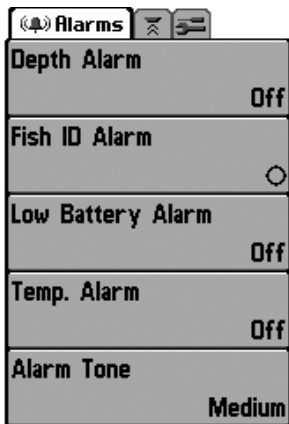 Alarms
Depth Alarm
Off
Fish ID Alarm
Low Battery Alarm
Off
Temp. Alarm
Off
Alarm Tone
Medium